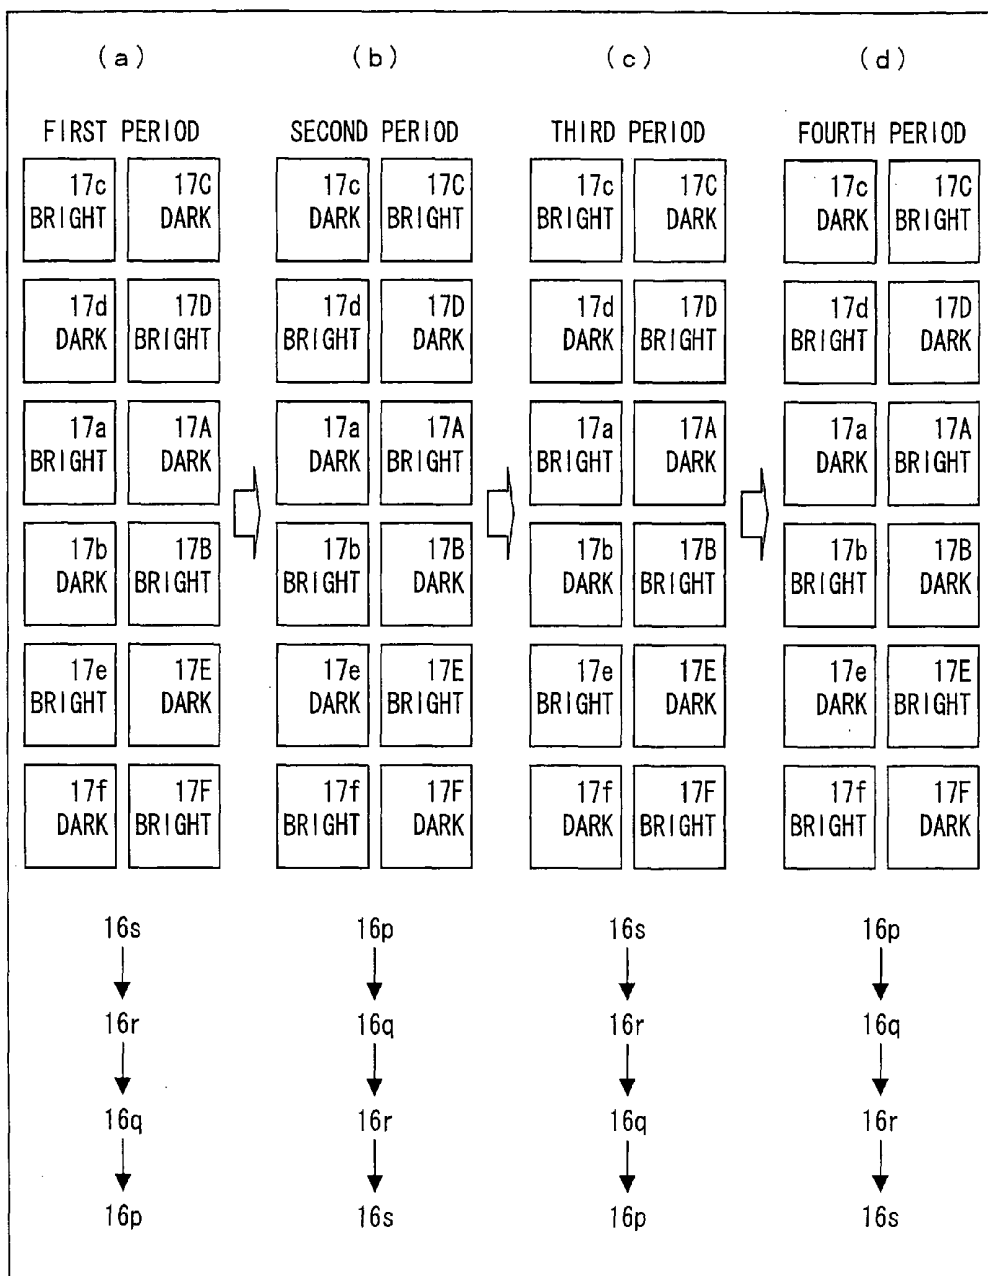 (a) (b) (c) (d)
FIRST PERIOD SECOND PERIOD THIRD PERIOD FOURTH PERIOD
17c 17C 17c 17C 17c 17C 17c 17C
BRIGHT DARK DARK BRIGHT BRIGHT DARK DARK BRIGHT
17d 17D 17d 17D 17d 17D 17d 17D
DARK BRIGHT BRIGHT DARK DARK BRIGHT BRIGHT DARK
17a 17A 17a 17A 17a 17A 17a 17A
BRIGHT DARK DARK BRIGHT BRIGHT DARK DARK BRIGHT
17b 17B 17b 17B 17b 17B 17b 17B
DARK BRIGHT BRIGHT DARK DARK BRIGHT BRIGHT DARK
17e 17E 17e 17E 17e 17E 17e 17E
BRIGHT DARK DARK BRIGHT BRIGHT DARK DARK BRIGHT
17f 17F 17f 17F 17f 17F 17f 17F
DARK BRIGHT BRIGHT DARK DARK BRIGHT BRIGHT DARK
16s 16p 16s 16p
16r 16q 16r 16q
16q 16r 16q 16r
16p 16s 16p 16s